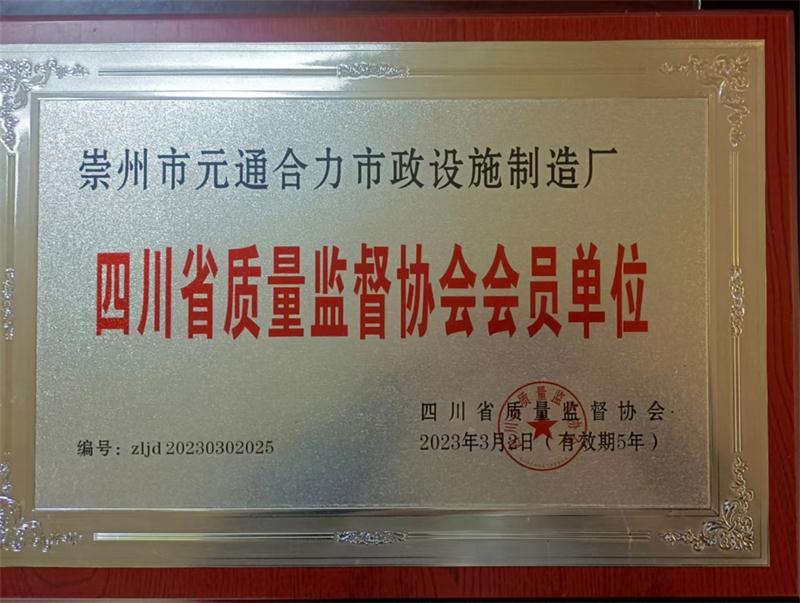 崇州市元通合力市政设施制造厂
四川省质量监督协会会员单位
四川省质量监督协会
编号：zljd 20230302025
2023年3月2日（有效期5年）